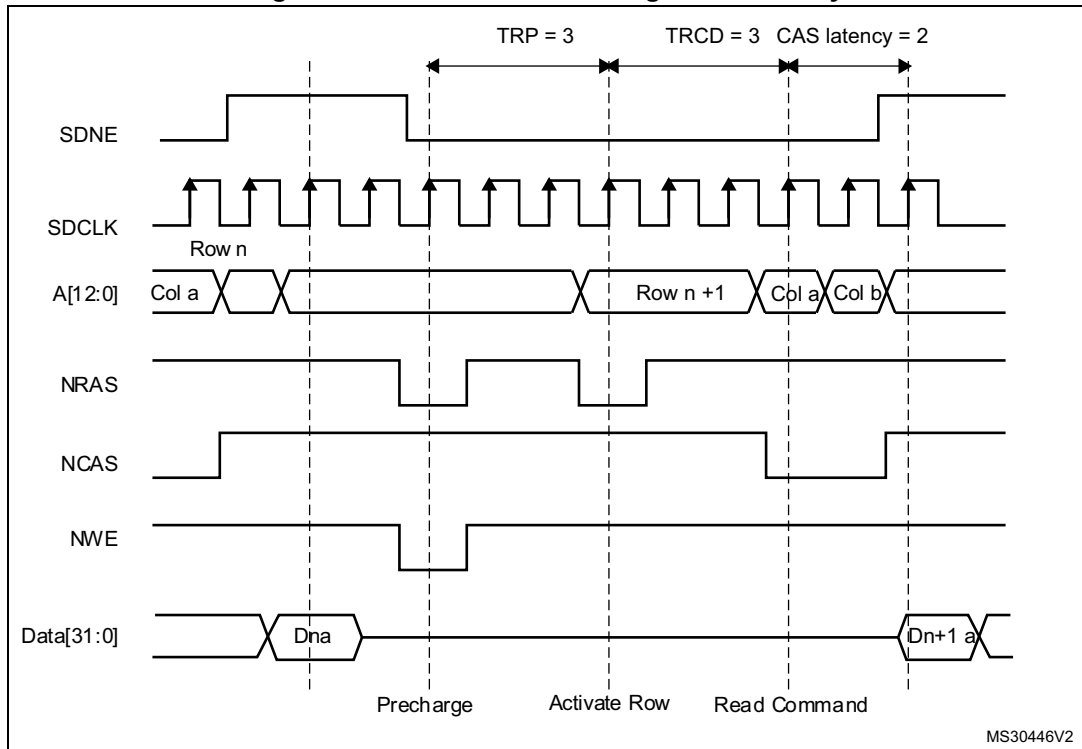 TRP = 3 TRCD = 3 CAS latency = 2
SDNE
SDCLK
Row n
A[12:0] Col a Row n +1 Col a Col b
NRAS
NCAS
NWE
Data[31:0] Dna Dn+1 a
Precharge Activate Row Read Command
MS30446V2